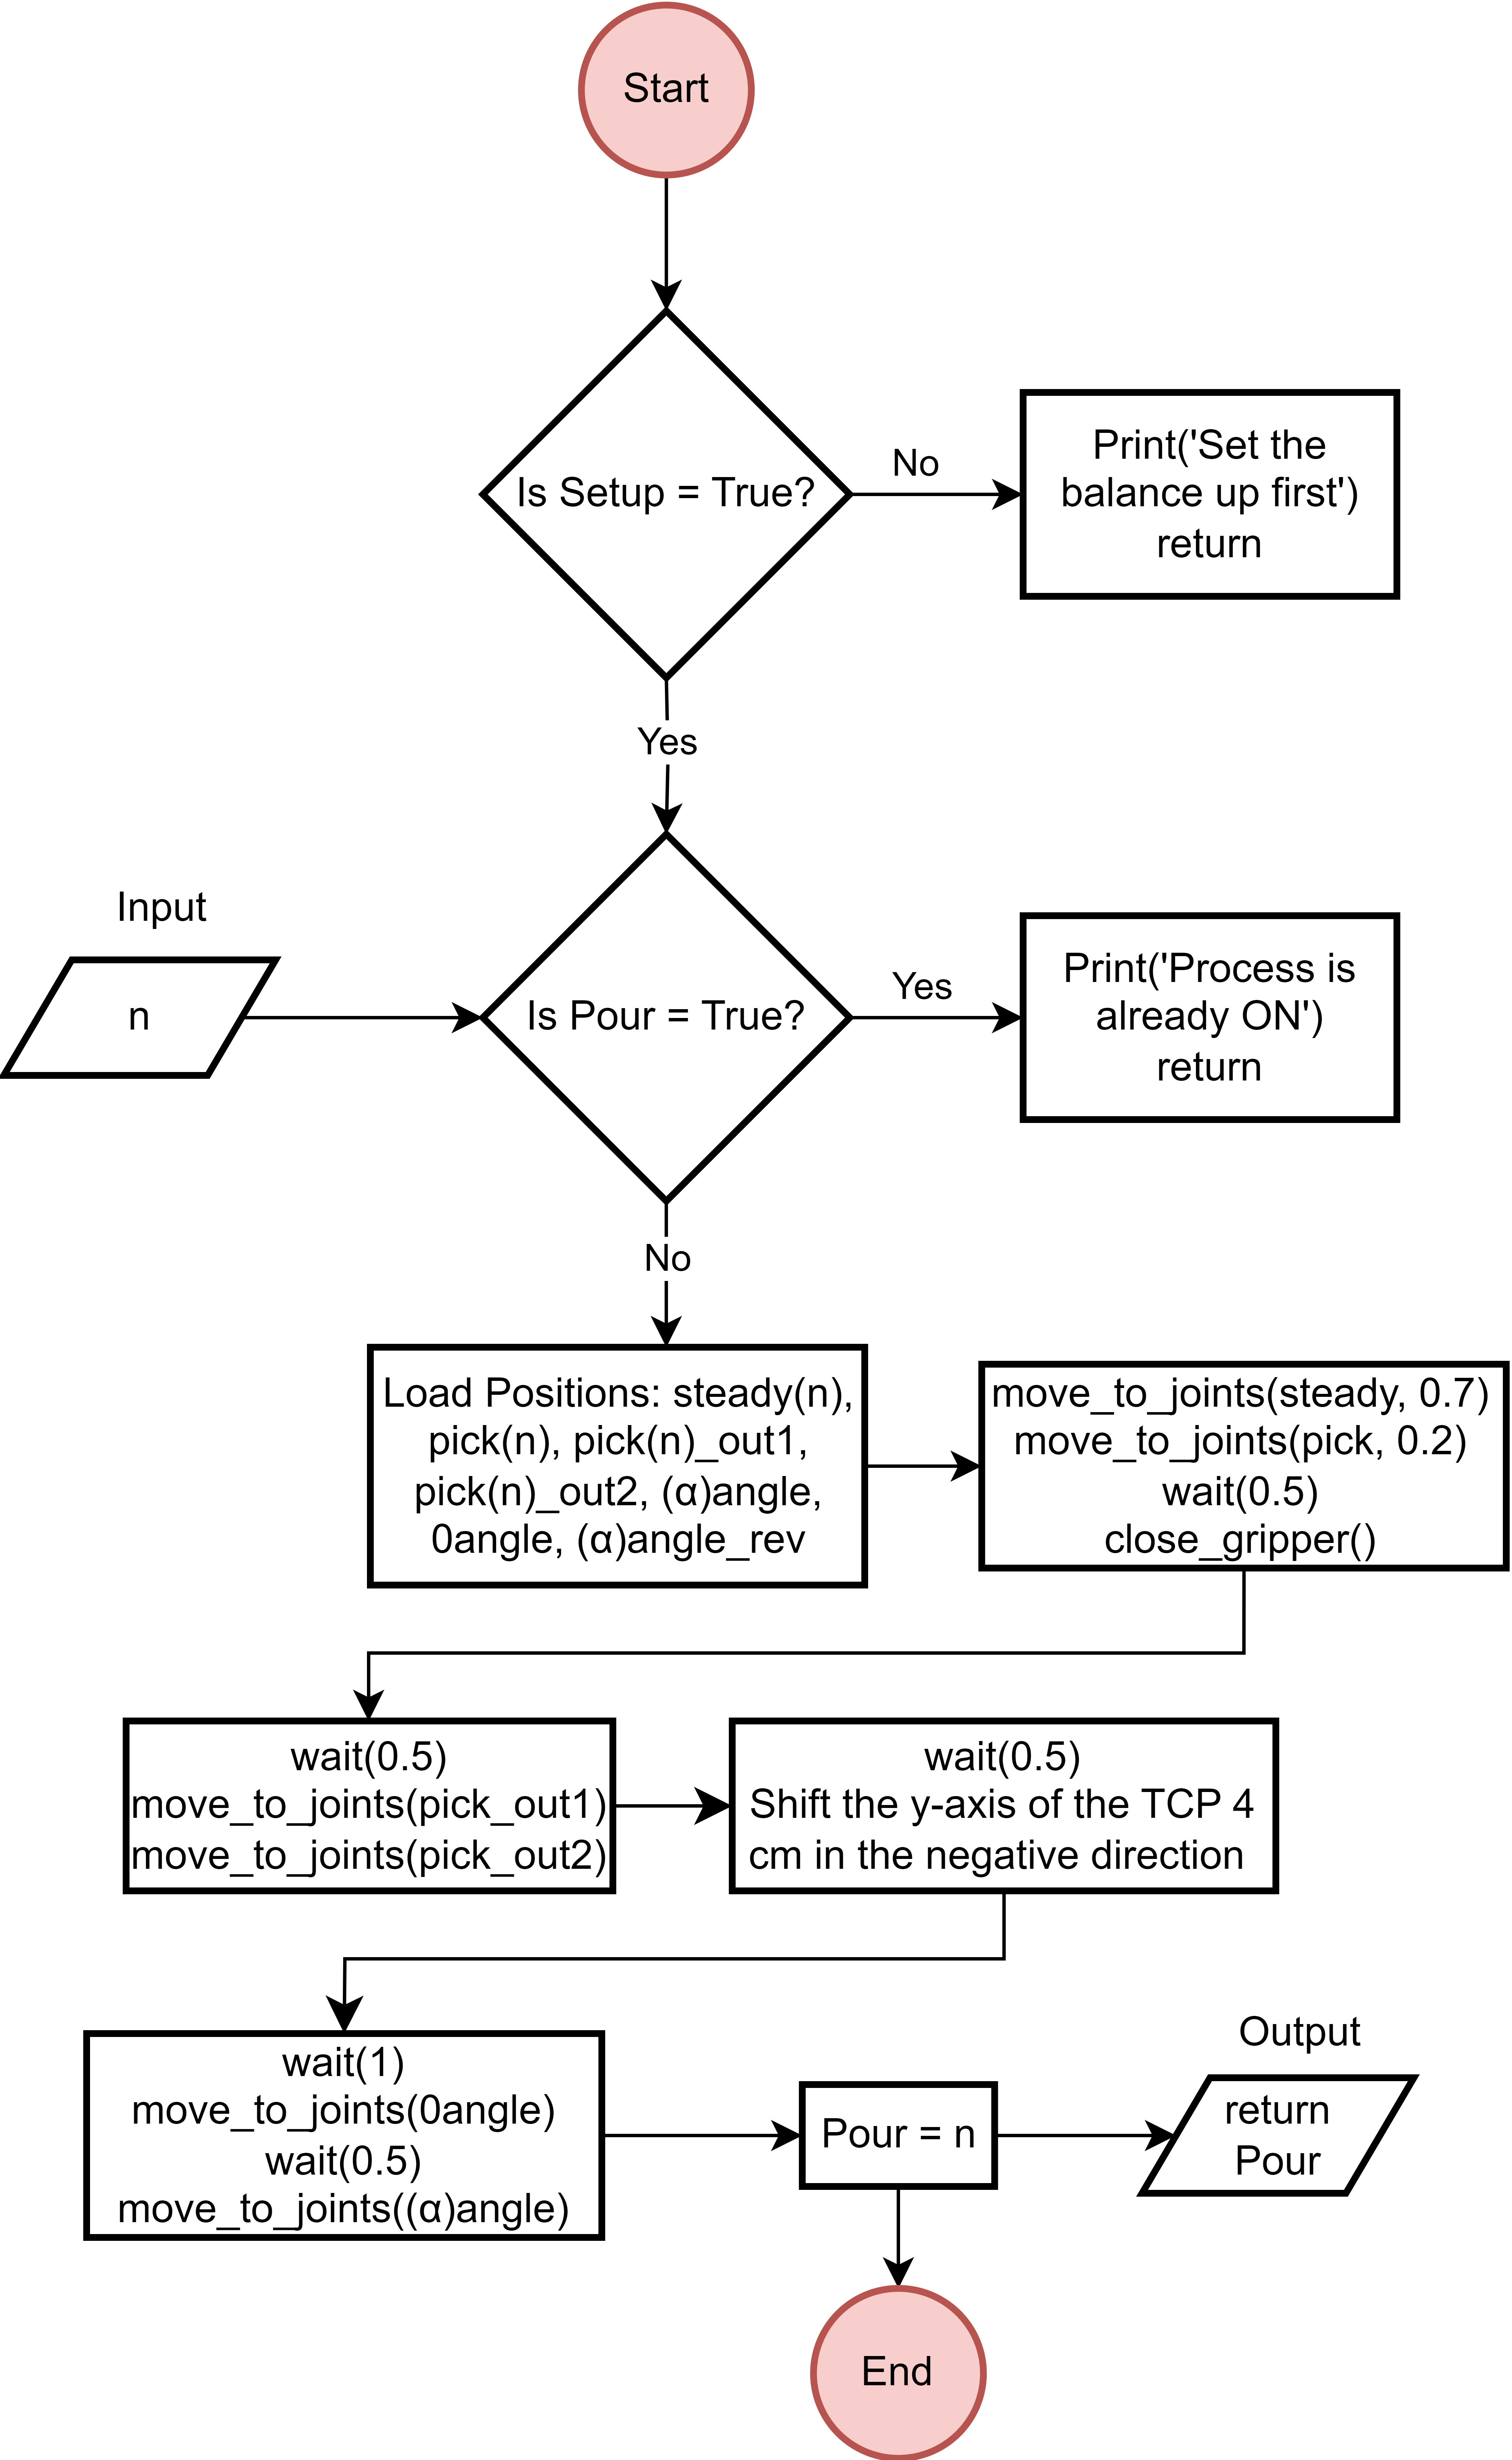 Start
Is Setup = True?
No
Print('Set the
balance up first')
return
Yes
Input
n
Is Pour = True?
Yes
Print('Process is
already ON')
return
No
Load Positions: steady(n),
pick(n), pick(n)_out1,
pick(n)_out2, (α)angle,
0angle, (α)angle_rev
move_to_joints(steady, 0.7)
move_to_joints(pick, 0.2)
wait(0.5)
close_gripper()
wait(0.5)
move_to_joints(pick_out1)
move_to_joints(pick_out2)
wait(0.5)
Shift the y-axis of the TCP 4
cm in the negative direction
wait(1)
move_to_joints(0angle)
wait(0.5)
move_to_joints((α)angle)
Pour = n
Output
return
Pour
End